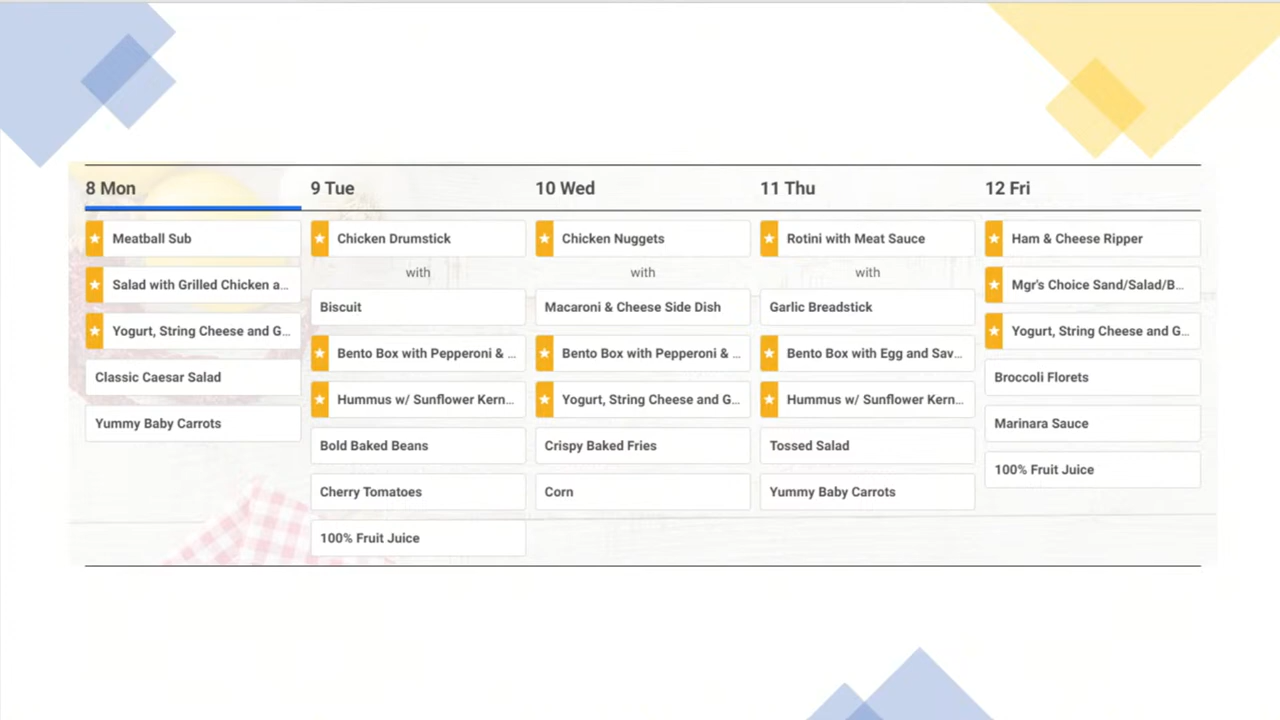 8 Mon
Meatball Sub
Salad with Grilled Chicken a...
Yogurt, String Cheese and G...
Classic Caesar Salad
Yummy Baby Carrots
9 Tue
Chicken Drumstick
with
Biscuit
Bento Box with Pepperoni & ...
Hummus w/ Sunflower Kern...
Bold Baked Beans
Cherry Tomatoes
100% Fruit Juice
10 Wed
Chicken Nuggets
with
Macaroni & Cheese Side Dish
Bento Box with Pepperoni & ...
Yogurt, String Cheese and G...
Crispy Baked Fries
Corn
11 Thu
Rotini with Meat Sauce
with
Garlic Breadstick
Bento Box with Egg and Sav...
Hummus w/ Sunflower Kern...
Tossed Salad
Yummy Baby Carrots
12 Fri
Ham & Cheese Ripper
Mgr's Choice Sand/Salad/B...
Yogurt, String Cheese and G...
Broccoli Florets
Marinara Sauce
100% Fruit Juice